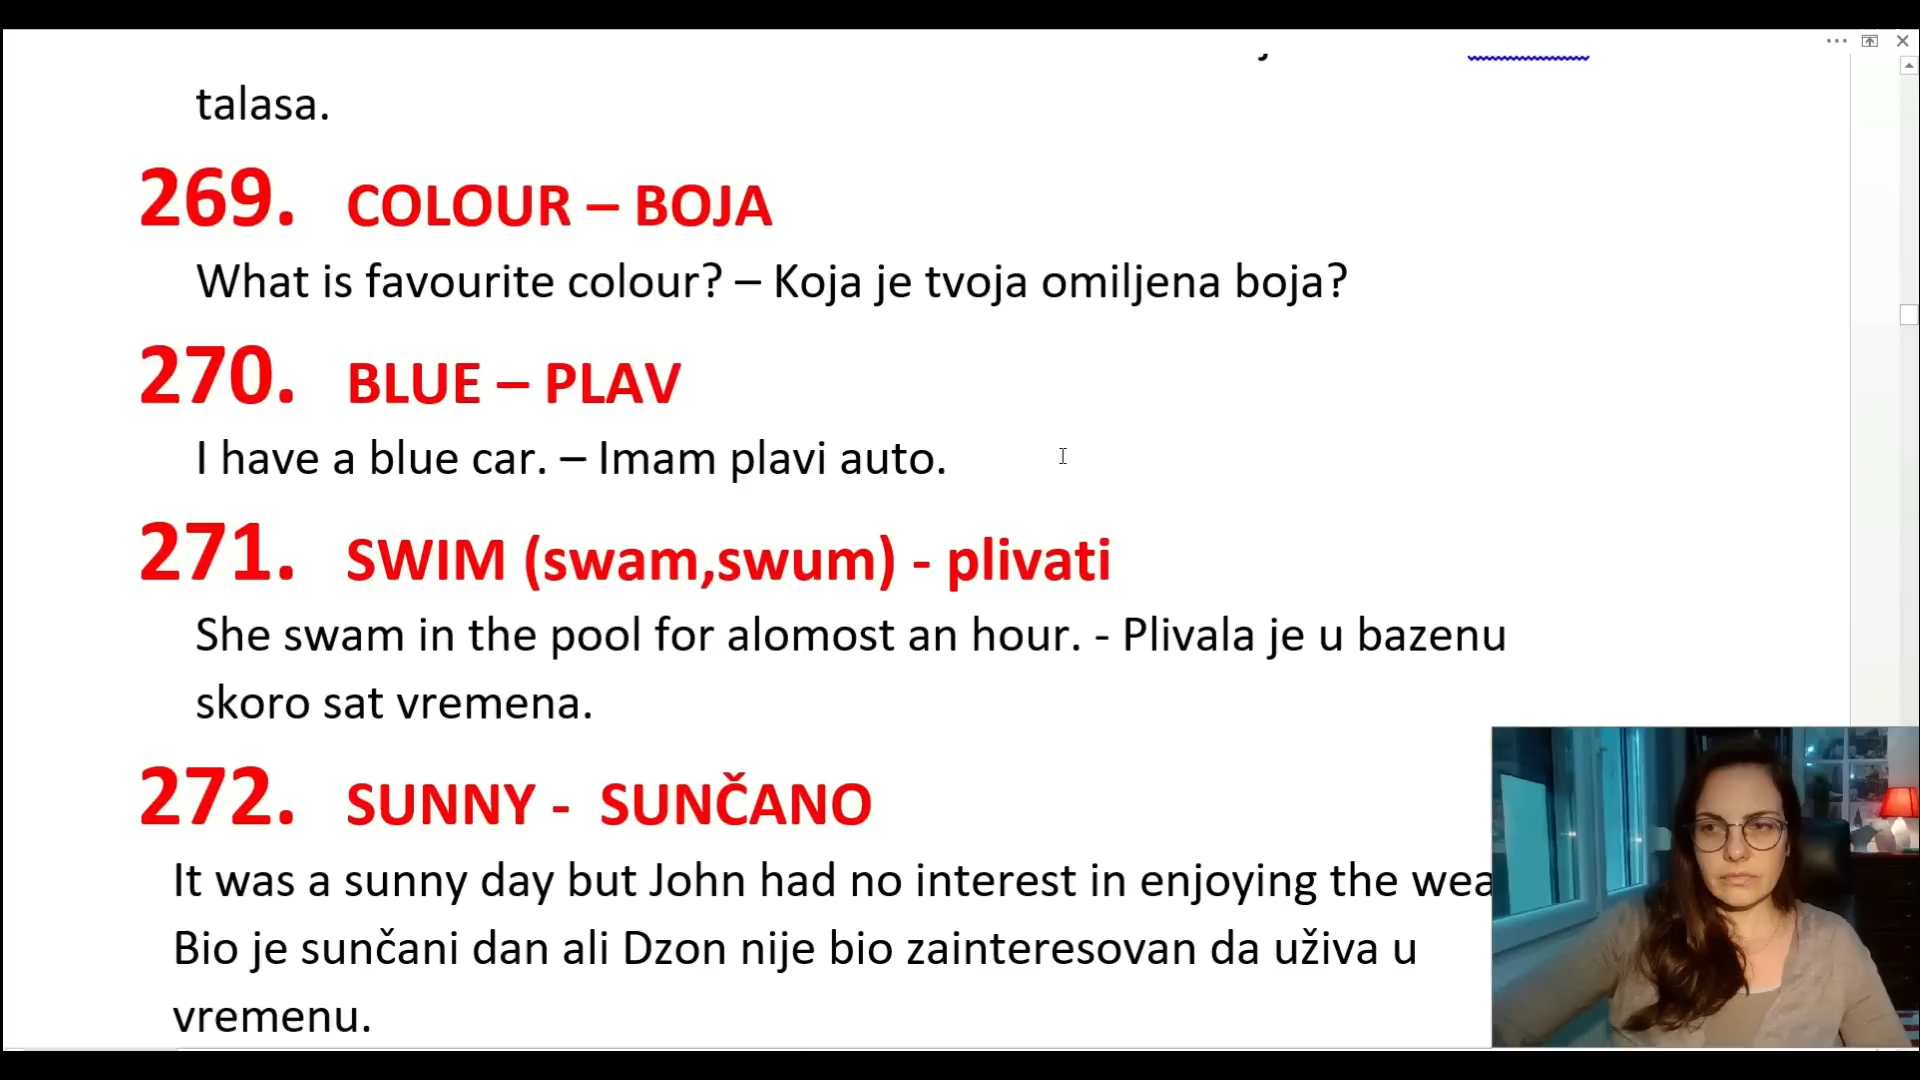 talasa.
269. COLOUR – BOJA
What is favourite colour? – Koja je tvoja omiljena boja?
270. BLUE – PLAV
I have a blue car. – Imam plavi auto.
271. SWIM (swam,swum) - plivati
She swam in the pool for alomost an hour. - Plivala je u bazenu
skoro sat vremena.
272. SUNNY - SUNČANO
It was a sunny day but John had no interest in enjoying the
Bio je sunčani dan ali Dzon nije bio zainteresovan da uživa u
vremenu.